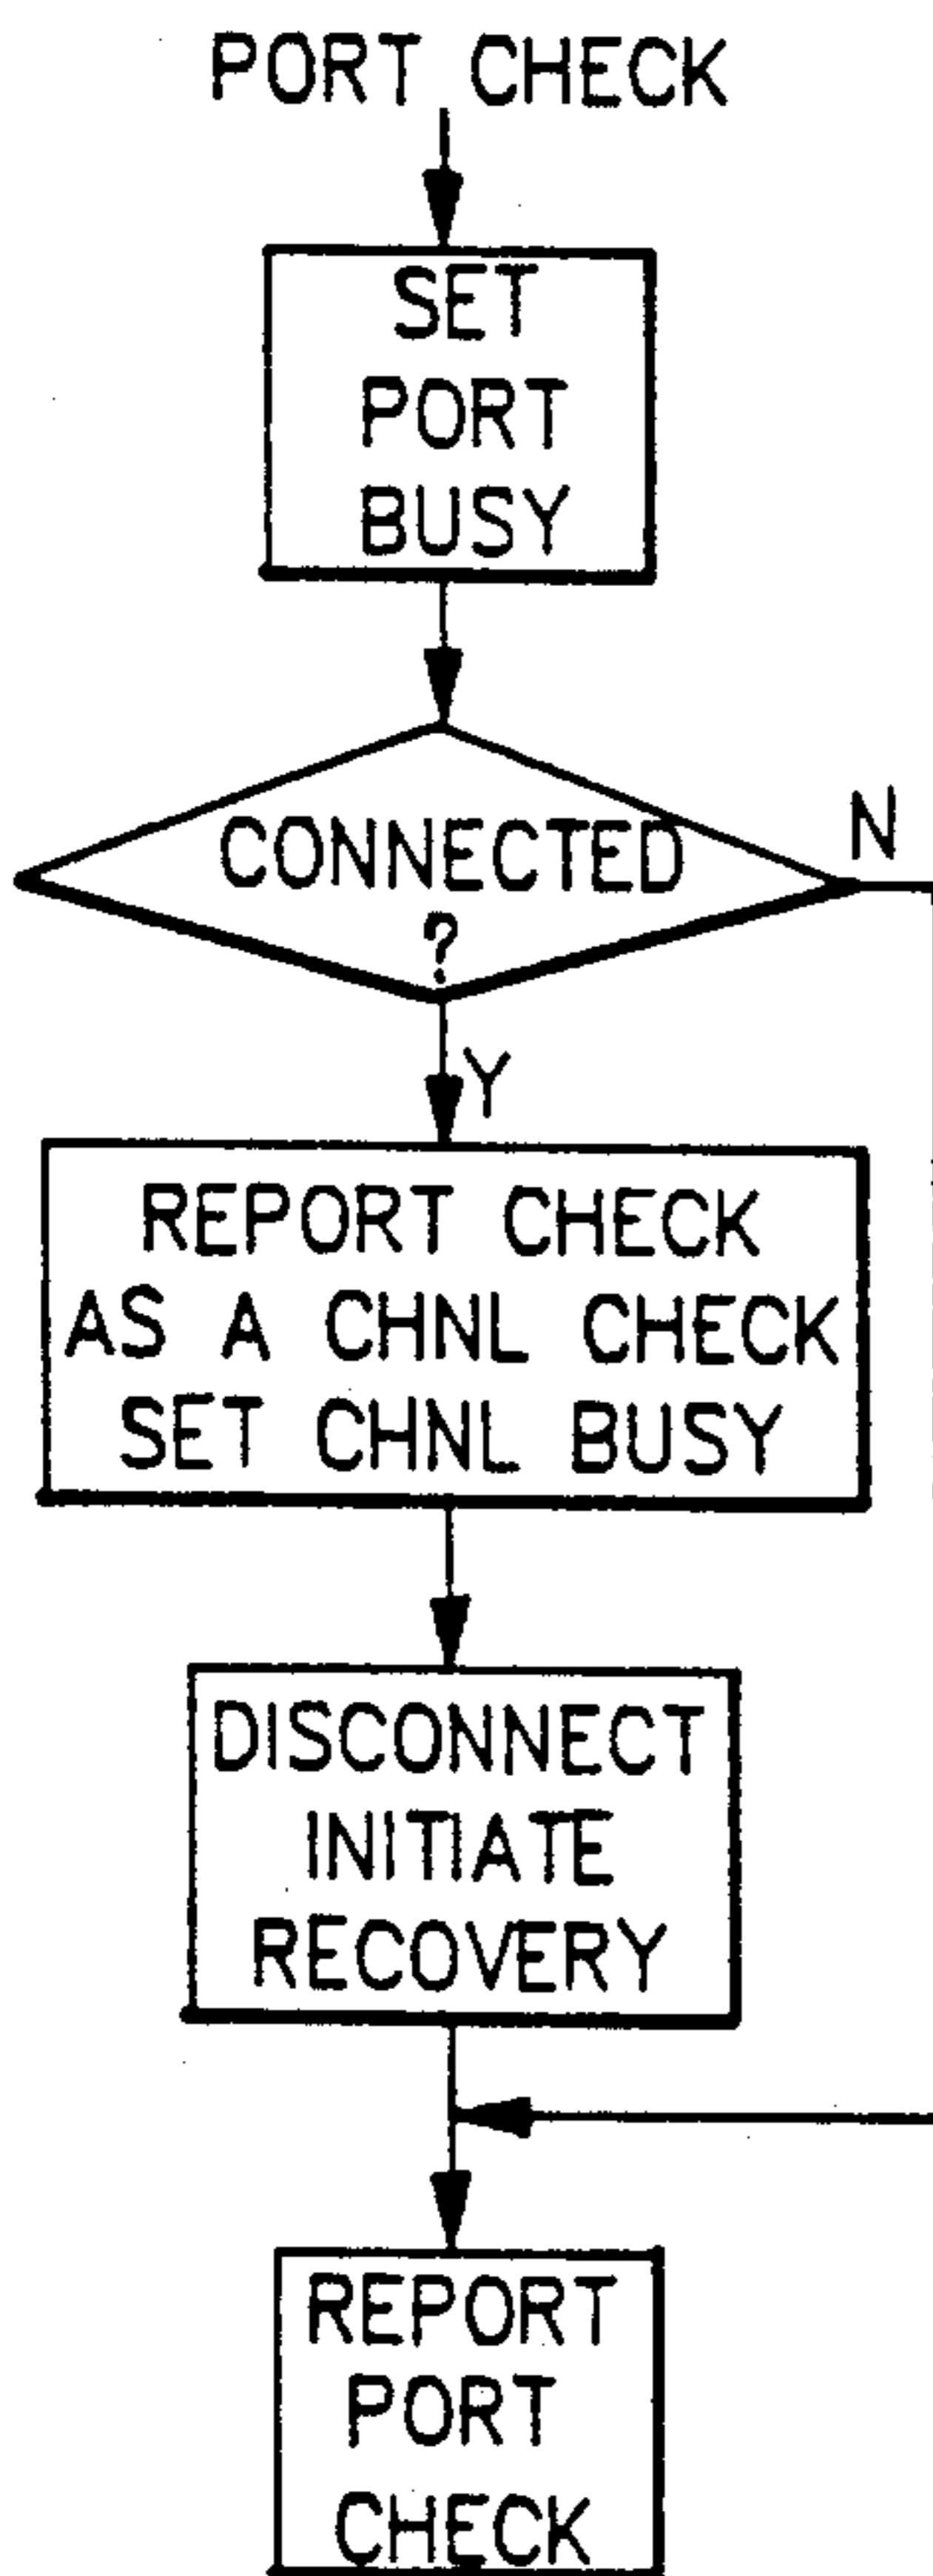 PORT CHECK
SET
PORT
BUSY
CONNECTED
?
N
Y
REPORT CHECK
AS A CHNL CHECK
SET CHNL BUSY
DISCONNECT
INITIATE
RECOVERY
REPORT
PORT
CHECK